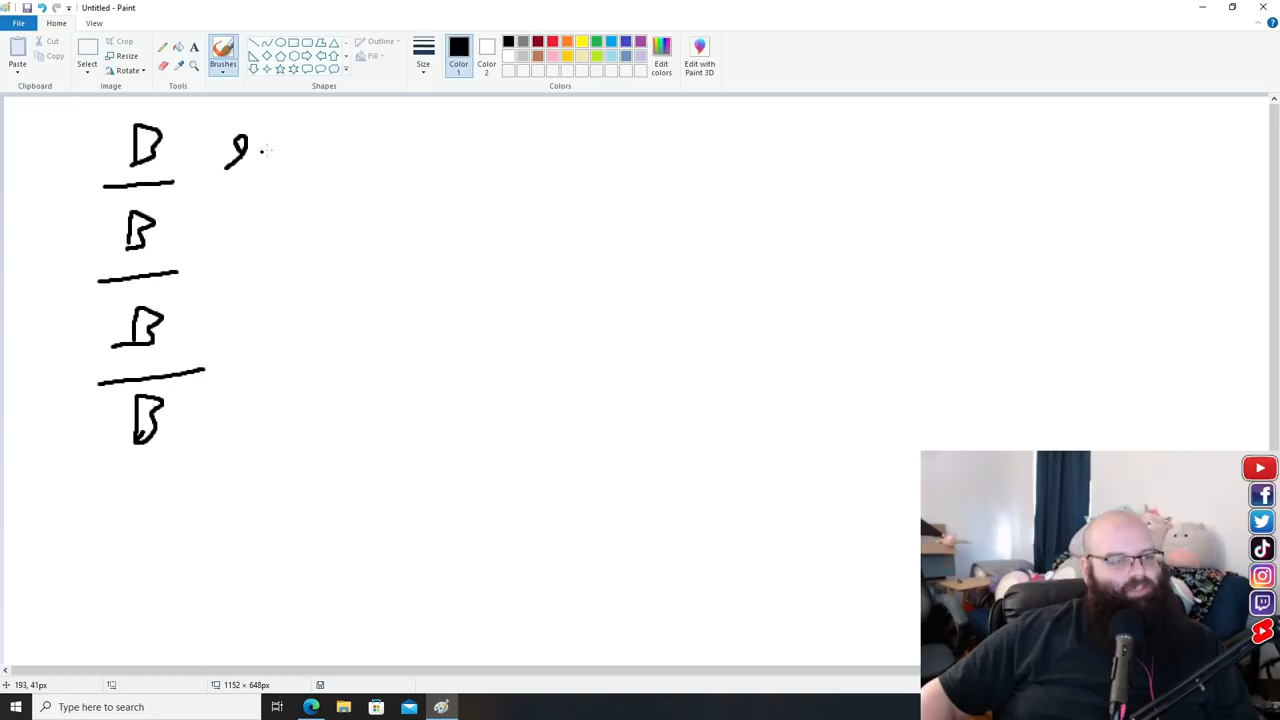 Untitled - Paint
File Home View
Paste
Cut
Copy
Clipboard
Select
Crop
Resize
Rotate
Image
Tools
Brushes
Shapes
Outline
Fill
Size
Color 1
Color 2
Edit colors
Colors
Edit with Paint 3D
B 9
B
B
B
193, 41px
1152 × 648px
Type here to search